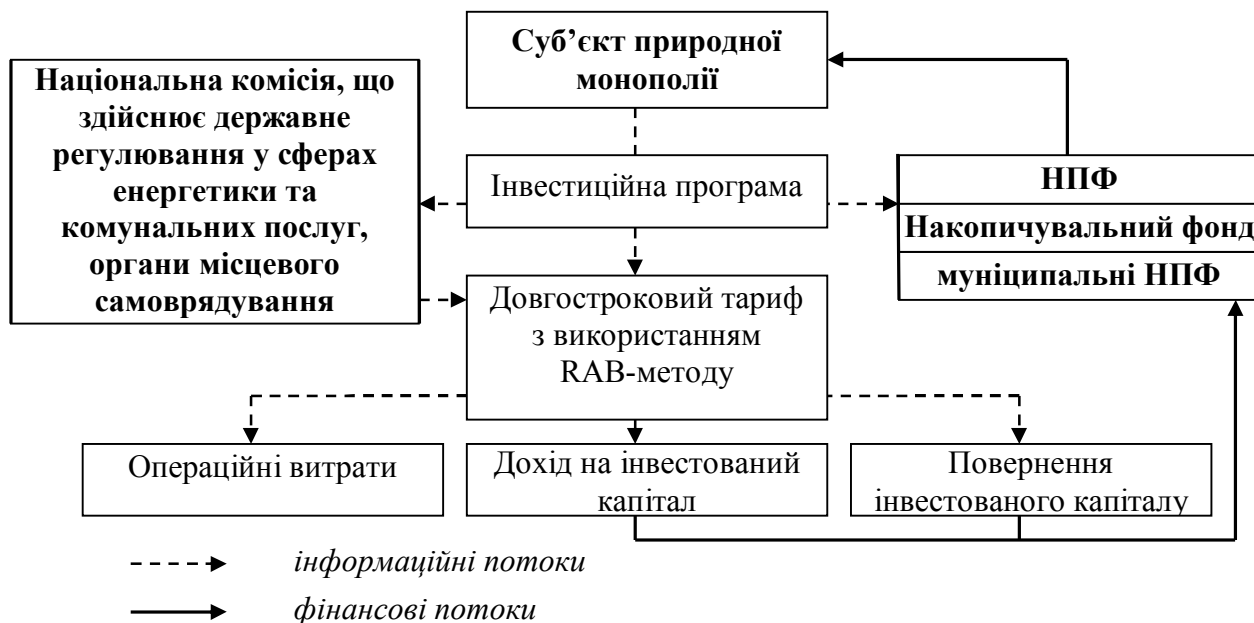 Суб’єкт природної
монополії
Національна комісія, що
здійснює державне
регулювання у сферах
енергетики та
комунальних послуг,
органи місцевого
самоврядування
Інвестиційна програма
НПФ
Накопичувальний фонд
муніципальні НПФ
Довгостроковий тариф
з використанням
RAB-методу
Операційні витрати
Дохід на інвестований
капітал
Повернення
інвестованого капіталу
інформаційні потоки
фінансові потоки